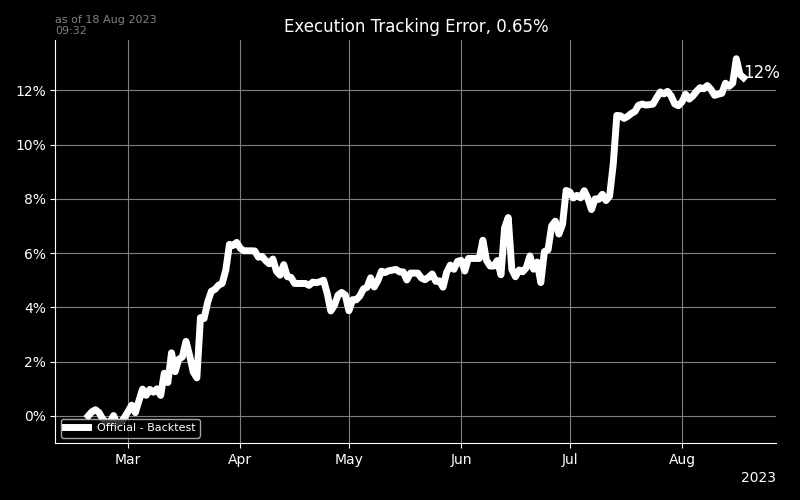 as of 18 Aug 2023
09:32
Execution Tracking Error, 0.65%
12%
12%
10%
8%
6%
4%
2%
0%
Official - Backtest
Mar Apr May Jun Jul Aug
2023